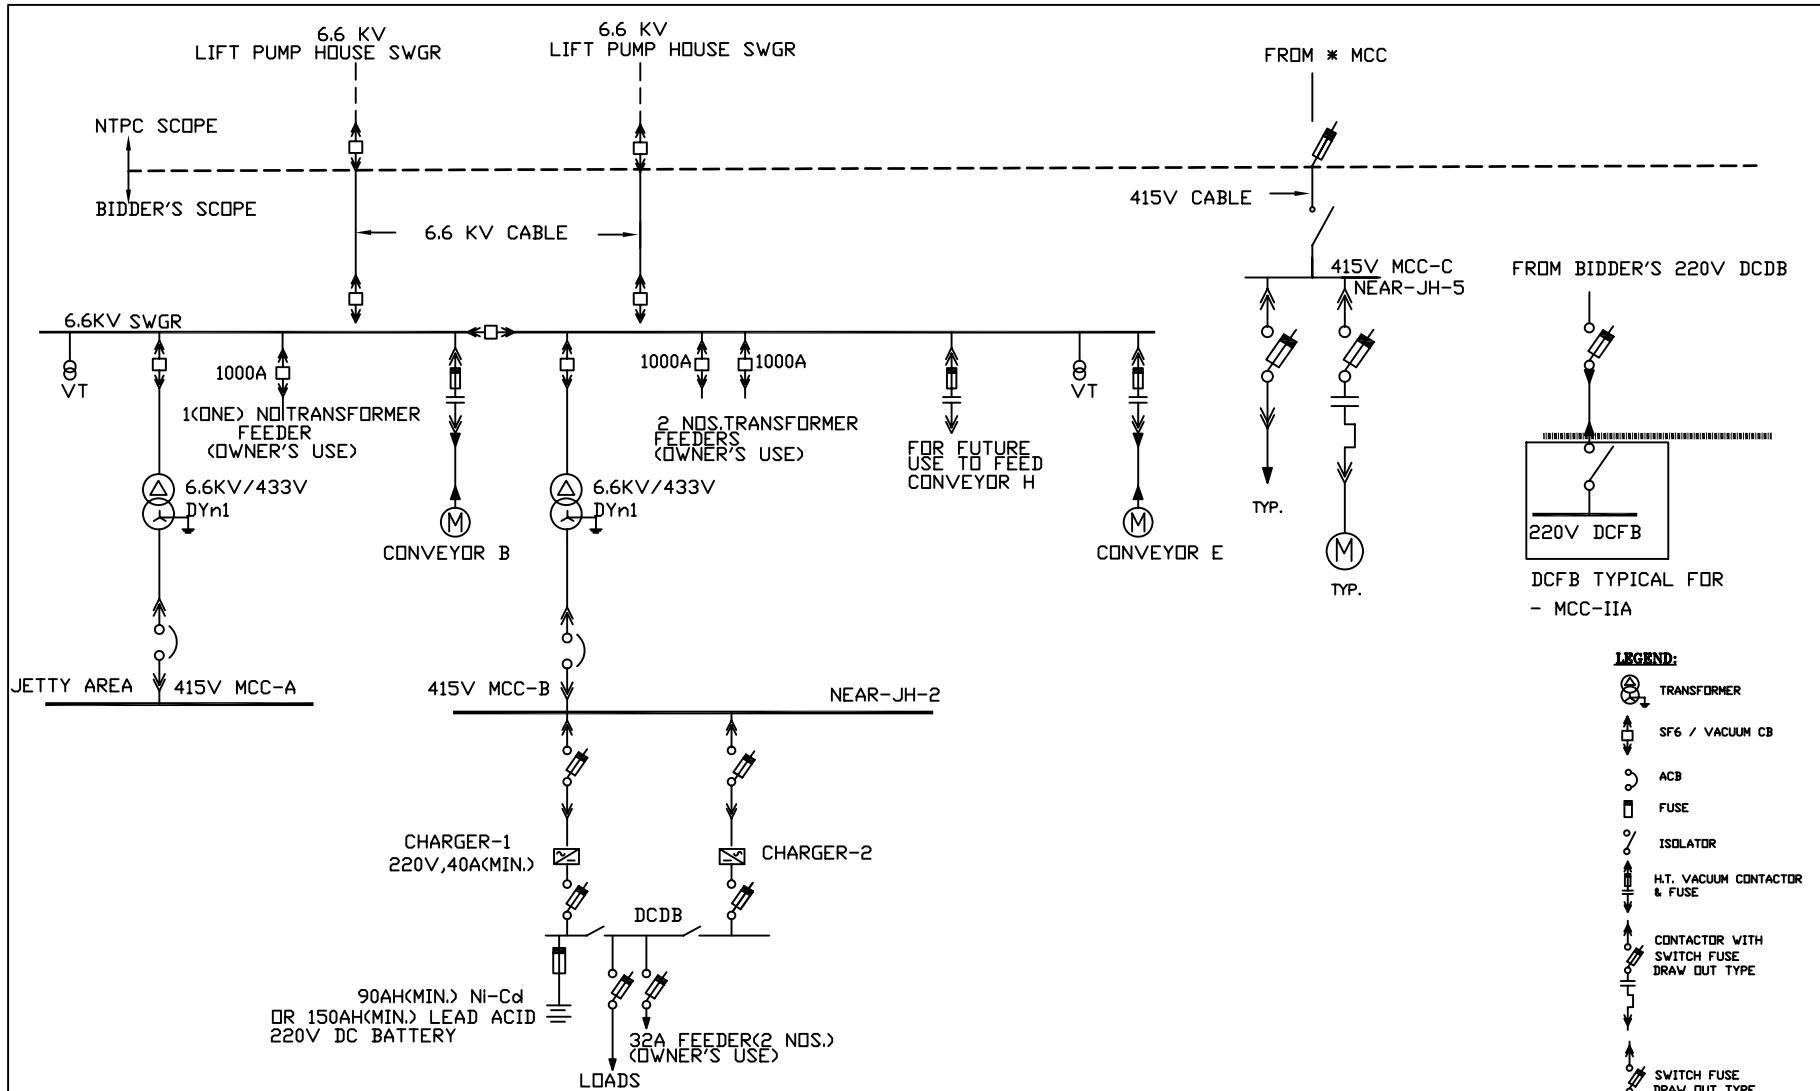 6.6 KV
LIFT PUMP HOUSE SWGR
6.6 KV
LIFT PUMP HOUSE SWGR
FROM * MCC
NTPC SCOPE
BIDDER'S SCOPE
6.6 KV CABLE
415V CABLE
415V MCC-C
NEAR-JH-5
FROM BIDDER'S 220V DCDB
6.6KV SWGR
VT
1000A
1(ONE) NO.TRANSFORMER
FEEDER
(OWNER'S USE)
1000A
1000A
2 NOS.TRANSFORMER
FEEDERS
(OWNER'S USE)
FOR FUTURE
USE TO FEED
CONVEYOR H
VT
6.6KV/433V
DYn1
M
CONVEYOR B
6.6KV/433V
DYn1
M
CONVEYOR E
TYP.
M
TYP.
220V DCFB
DCFB TYPICAL FOR
- MCC-IIA
JETTY AREA
415V MCC-A
415V MCC-B
NEAR-JH-2
CHARGER-1
220V,40A(MIN.)
CHARGER-2
DCDB
90AH(MIN.) Ni-Cd
OR 150AH(MIN.) LEAD ACID
220V DC BATTERY
32A FEEDER(2 NOS.)
(OWNER'S USE)
LOADS
LEGEND:
TRANSFORMER
SF6 / VACUUM CB
ACB
FUSE
ISOLATOR
H.T. VACUUM CONTACTOR
& FUSE
CONTACTOR WITH
SWITCH FUSE
DRAW OUT TYPE
SWITCH FUSE
DRAW OUT TYPE